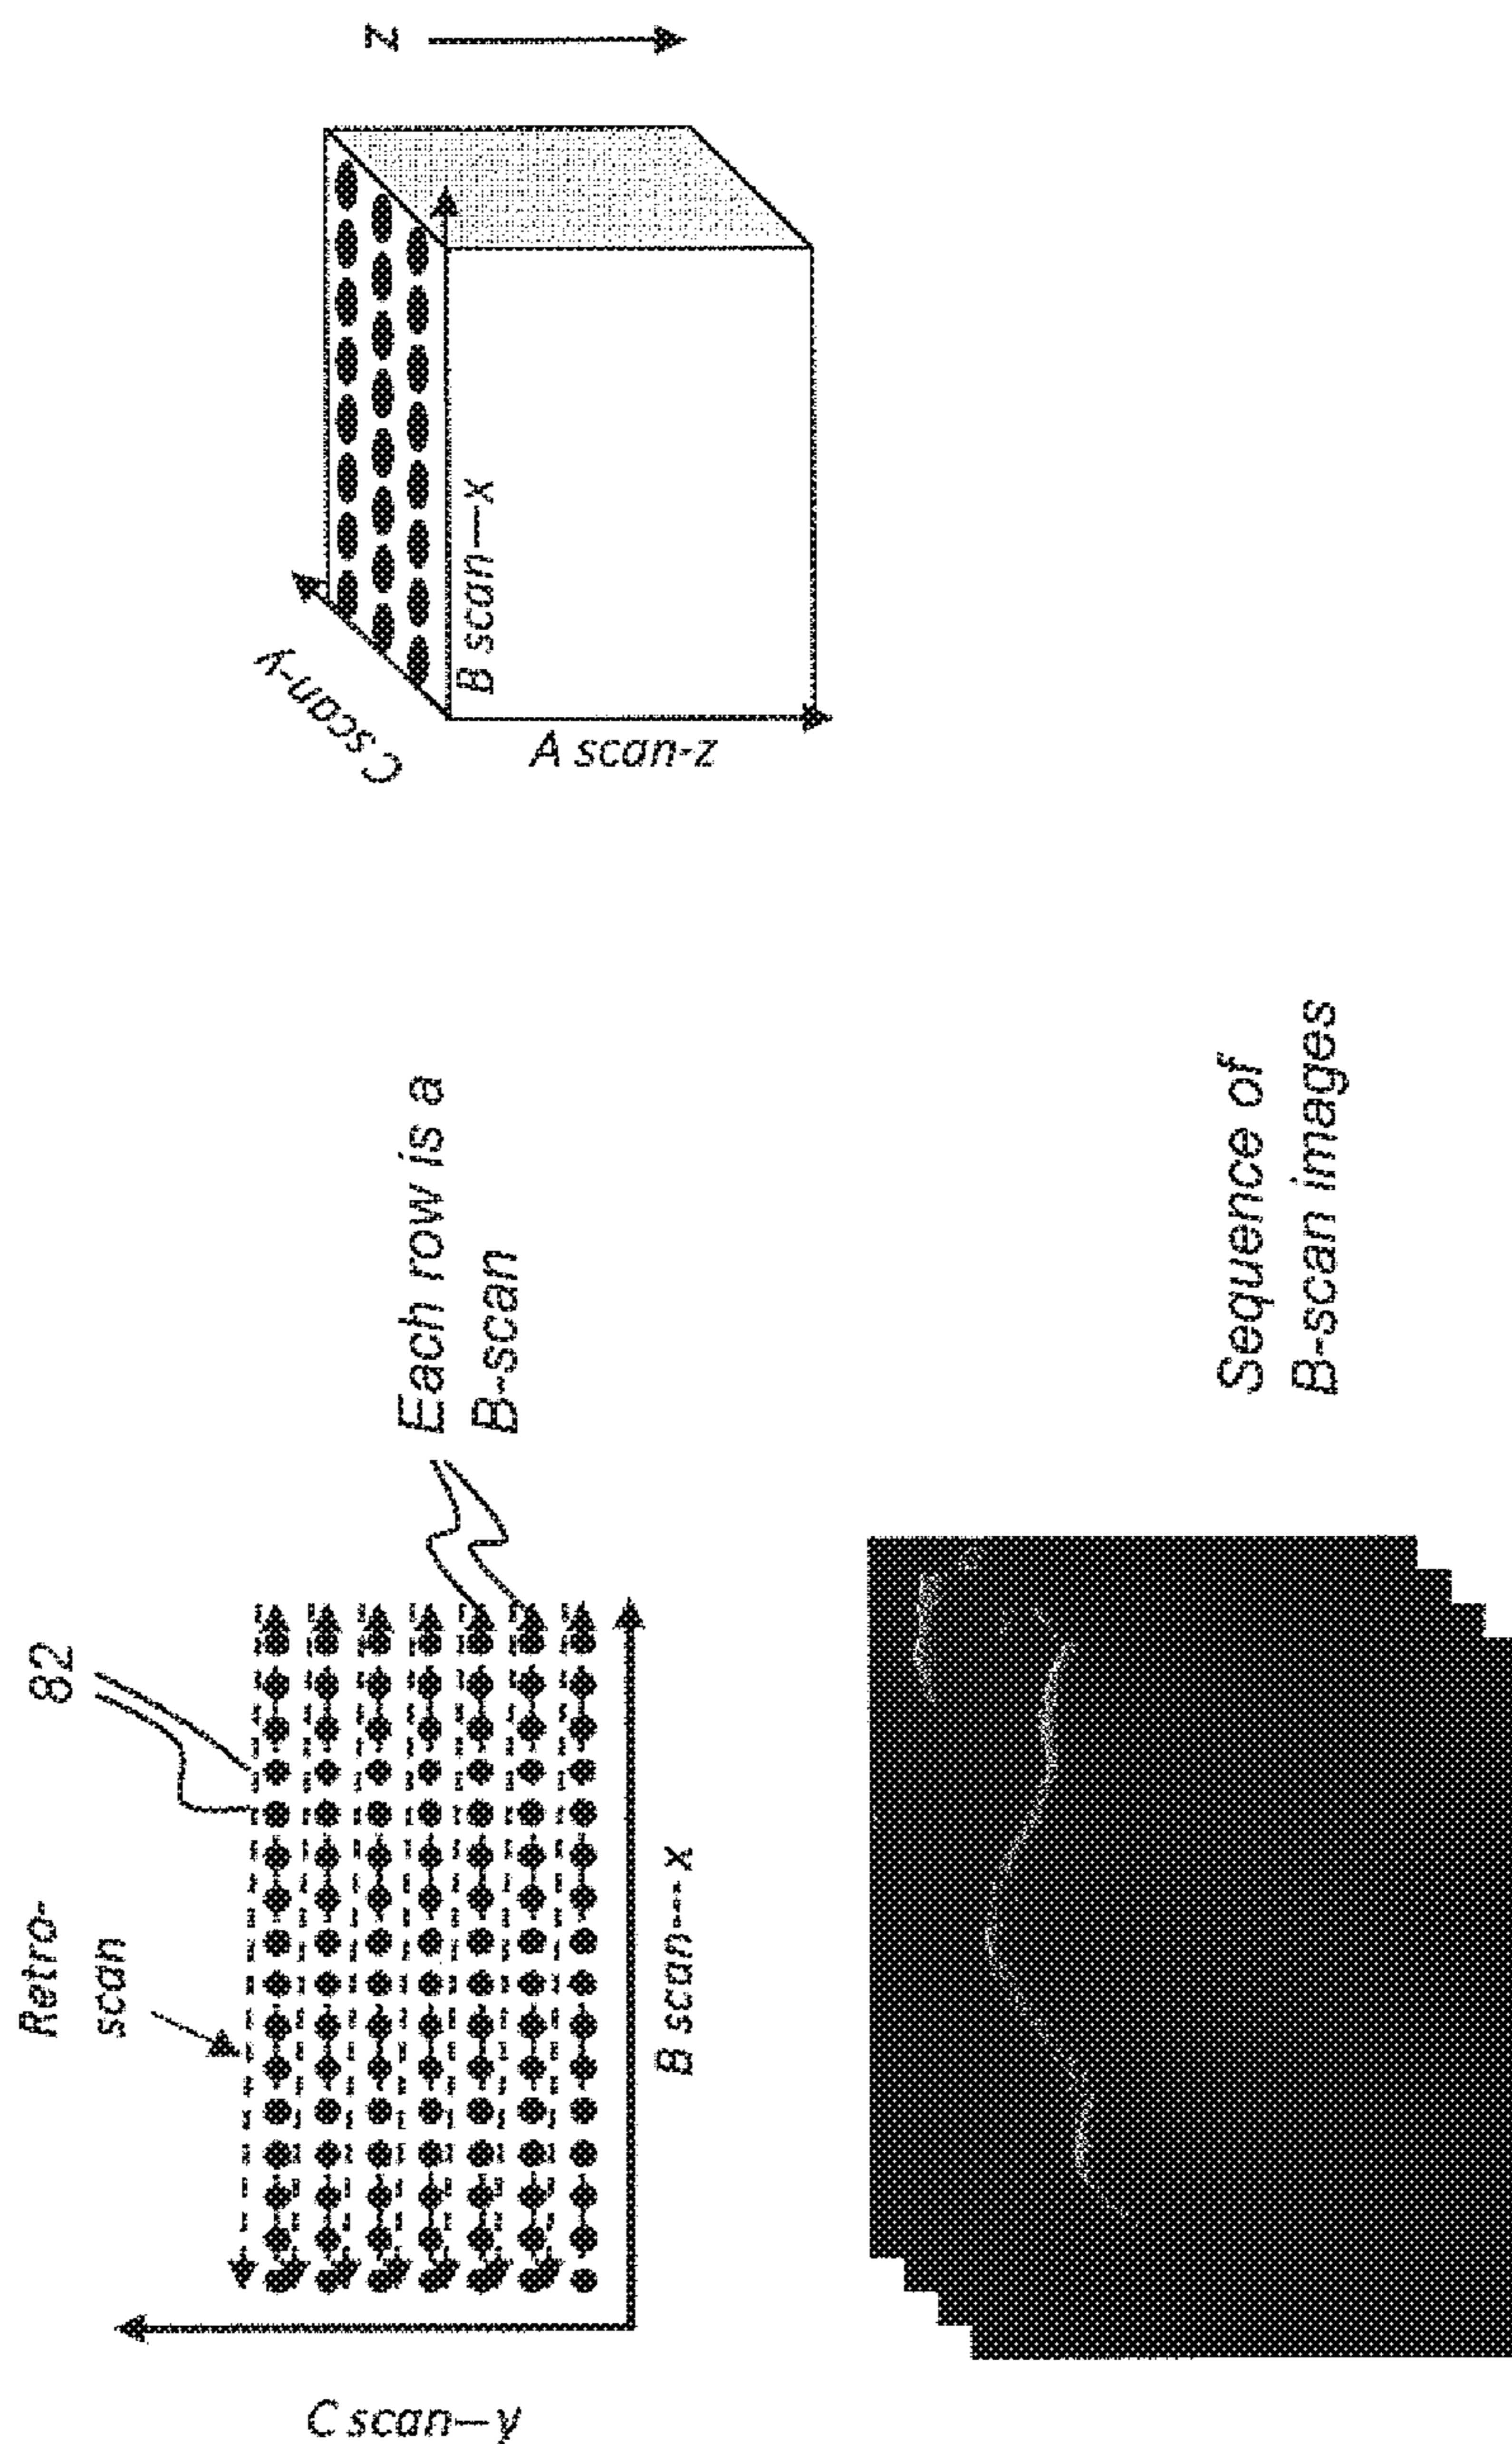 Retro-
scan
82
C scan—y
B scan---x
Each row is a
B-scan
z
C scan-y
B scan—x
A scan-z
Sequence of
B-scan images